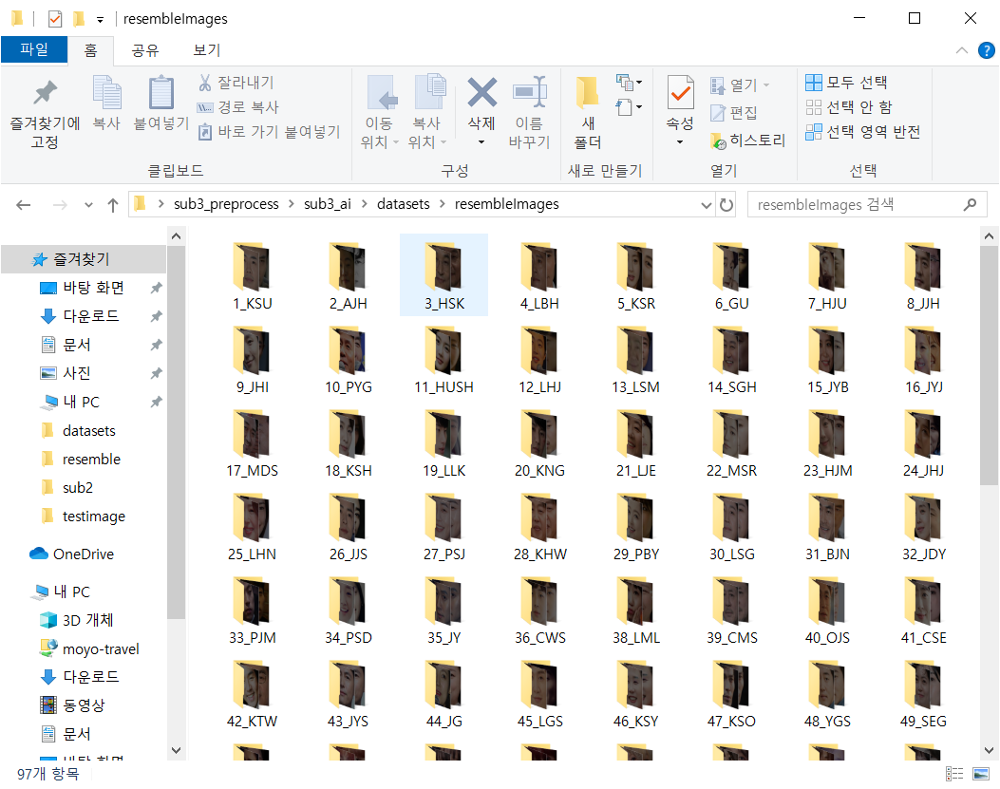 resembleImages
파일 홈 공유 보기
즐겨찾기에 고정
복사
붙여넣기
잘라내기
경로 복사
바로 가기 붙여넣기
클립보드
이동 위치
복사 위치
삭제
이름 바꾸기
구성
새 폴더
새로 만들기
속성
열기
편집
히스토리
열기
모두 선택
선택 안 함
선택 영역 반전
선택
sub3_preprocess > sub3_ai > datasets > resembleImages
resembleImages 검색
즐겨찾기
바탕 화면
다운로드
문서
사진
내 PC
datasets
resemble
sub2
testimage
OneDrive
내 PC
3D 개체
moyo-travel
다운로드
동영상
문서
1_KSU 2_AJH 3_HSK 4_LBH 5_KSR 6_GU 7_HJU 8_JJH
9_JHI 10_PYG 11_HUSH 12_LHJ 13_LSM 14_SGH 15_JYB 16_JYJ
17_MDS 18_KSH 19_LLK 20_KNG 21_LJE 22_MSR 23_HJM 24_JHJ
25_LHN 26_JJS 27_PSJ 28_KHW 29_PBY 30_LSG 31_BJN 32_JDY
33_PJM 34_PSD 35_JY 36_CWS 38_LML 39_CMS 40_OJS 41_CSE
42_KTW 43_JYS 44_JG 45_LGS 46_KSY 47_KSO 48_YGS 49_SEG
97개 항목